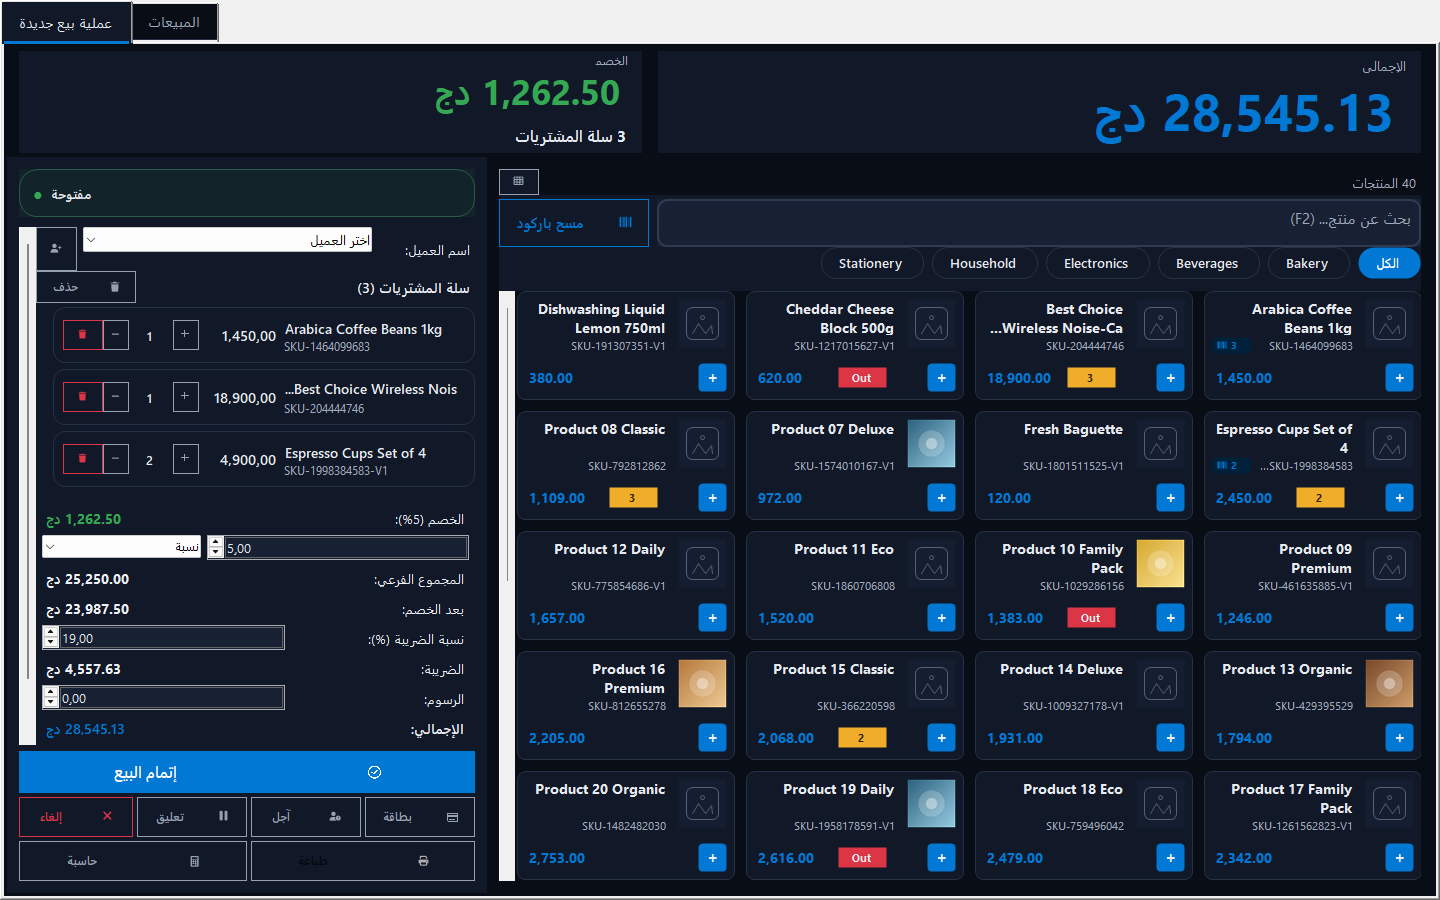 عملية بيع جديدة
المبيعات
الإجمالي
28,545.13 دج
الخصم
1,262.50 دج
3 سلة المشتريات
مفتوحة
اسم العميل:
اختر العميل
سلة المشتريات (3)
حذف
Arabica Coffee Beans 1kg
SKU-1464099683
1,450,00
+
1
−
...Best Choice Wireless Nois
SKU-204444746
18,900,00
+
1
−
Espresso Cups Set of 4
SKU-1998384583-V1
4,900,00
+
2
−
الخصم (5%):
1,262.50 دج
5,00
نسبة
المجموع الفرعي:
25,250.00 دج
بعد الخصم:
23,987.50 دج
نسبة الضريبة (%):
19,00
الضريبة:
4,557.63 دج
الرسوم:
0,00
الإجمالي:
28,545.13 دج
إتمام البيع
بطاقة
آجل
تعليق
إلغاء
طباعة
حاسبة
40 المنتجات
بحث عن منتج... (F2)
مسح باركود
الكل
Bakery
Beverages
Electronics
Household
Stationery
Arabica Coffee
Beans 1kg
SKU-1464099683
3
1,450.00
+
Best Choice
...Wireless Noise-Ca
SKU-204444746
18,900.00
3
+
Cheddar Cheese
Block 500g
SKU-1217015627-V1
620.00
Out
+
Dishwashing Liquid
Lemon 750ml
SKU-191307351-V1
380.00
+
Espresso Cups Set of
4
...SKU-1998384583
2
2,450.00
2
+
Fresh Baguette
SKU-1801511525-V1
120.00
+
Product 07 Deluxe
SKU-1574010167-V1
972.00
+
Product 08 Classic
SKU-792812862
1,109.00
3
+
Product 09
Premium
SKU-461635885-V1
1,246.00
+
Product 10 Family
Pack
SKU-1029286156
1,383.00
Out
+
Product 11 Eco
SKU-1860706808
1,520.00
+
Product 12 Daily
SKU-775854686-V1
1,657.00
+
Product 13 Organic
SKU-429395529
1,794.00
+
Product 14 Deluxe
SKU-1009327178-V1
1,931.00
+
Product 15 Classic
SKU-366220598
2,068.00
2
+
Product 16
Premium
SKU-812655278
2,205.00
+
Product 17 Family
Pack
SKU-1261562823-V1
2,342.00
+
Product 18 Eco
SKU-759496042
2,479.00
+
Product 19 Daily
SKU-1958178591-V1
2,616.00
Out
+
Product 20 Organic
SKU-1482482030
2,753.00
+